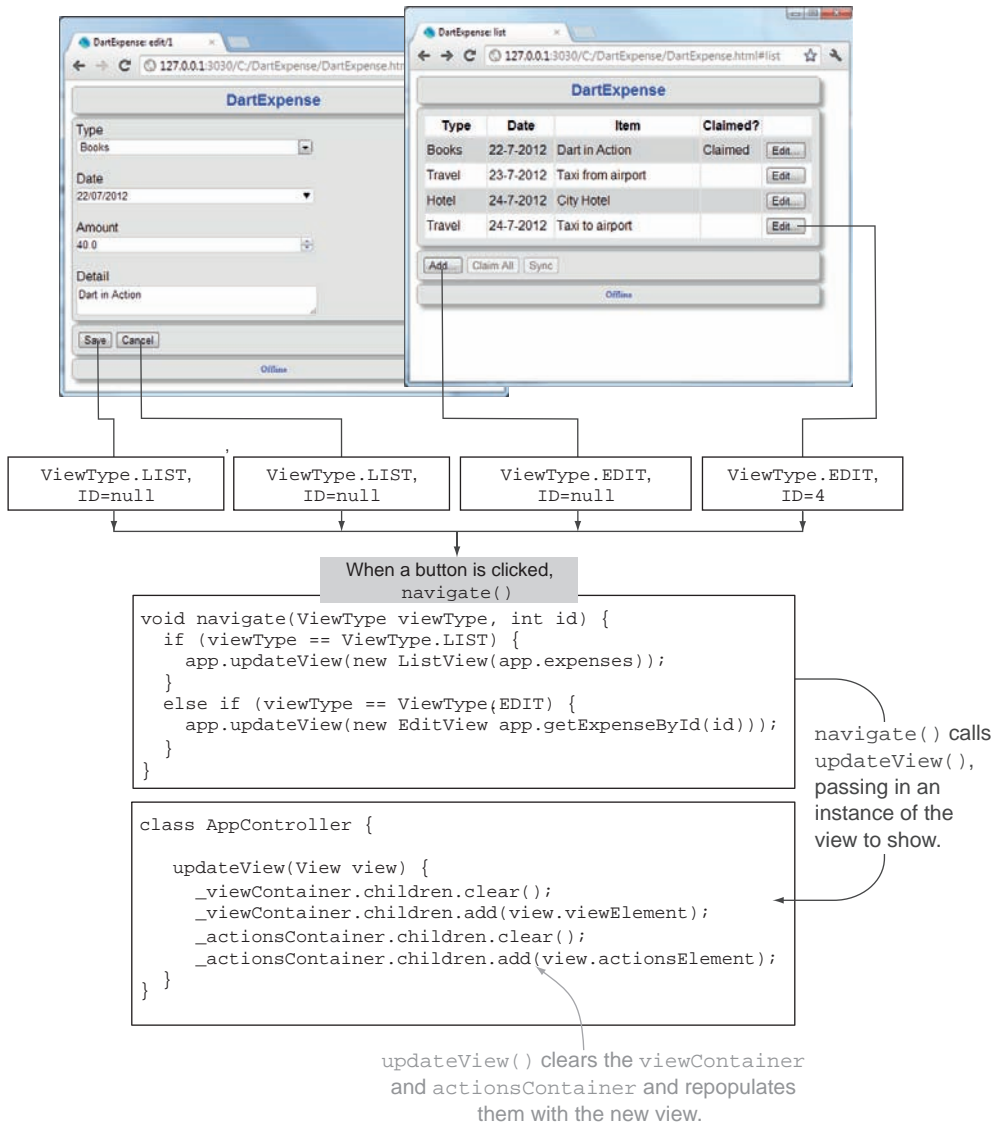 DartExpense: edit/1
127.0.0.1:3030/C:/DartExpense/DartExpense.htm
DartExpense
Type
Books
Date
22/07/2012
Amount
40.0
Detail
Dart in Action
Save Cancel
Offline
DartExpense: list
127.0.0.1:3030/C:/DartExpense/DartExpense.html#list
DartExpense
Type Date Item Claimed?
Books 22-7-2012 Dart in Action Claimed Edit...
Travel 23-7-2012 Taxi from airport Edit...
Hotel 24-7-2012 City Hotel Edit...
Travel 24-7-2012 Taxi to airport Edit...
Add... Claim All Sync
Offline
,
ViewType.LIST,
ID=null
ViewType.LIST,
ID=null
ViewType.EDIT,
ID=null
ViewType.EDIT,
ID=4
When a button is clicked,
navigate()
void navigate(ViewType viewType, int id) {
if (viewType == ViewType.LIST) {
app.updateView(new ListView(app.expenses));
}
else if (viewType == ViewType(EDIT) {
app.updateView(new EditView app.getExpenseById(id)));
}
}
navigate() calls
updateView(),
passing in an
instance of the
view to show.
class AppController {
updateView(View view) {
_viewContainer.children.clear();
_viewContainer.children.add(view.viewElement);
_actionsContainer.children.clear();
_actionsContainer.children.add(view.actionsElement);
}
}
updateView() clears the viewContainer
and actionsContainer and repopulates
them with the new view.